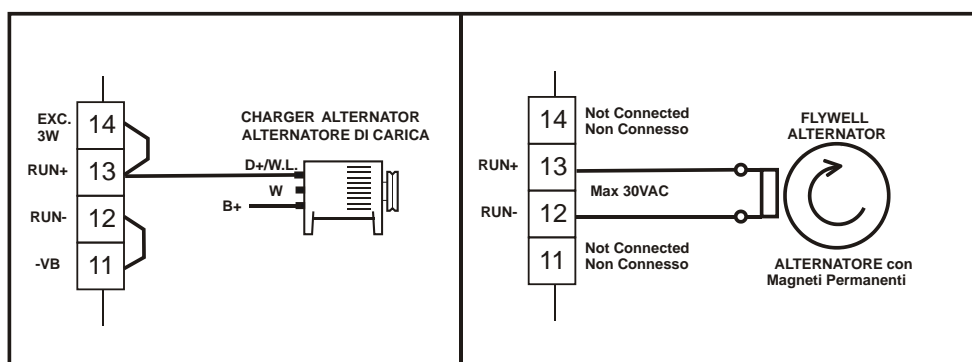 EXC.
3W
14
RUN+
13
RUN-
12
-VB
11
CHARGER ALTERNATOR
ALTERNATORE DI CARICA
D+/W.L.
W
B+
14
Not Connected
Non Connesso
RUN+
13
Max 30VAC
RUN-
12
11
Not Connected
Non Connesso
FLYWELL
ALTERNATOR
ALTERNATORE con
Magneti Permanenti